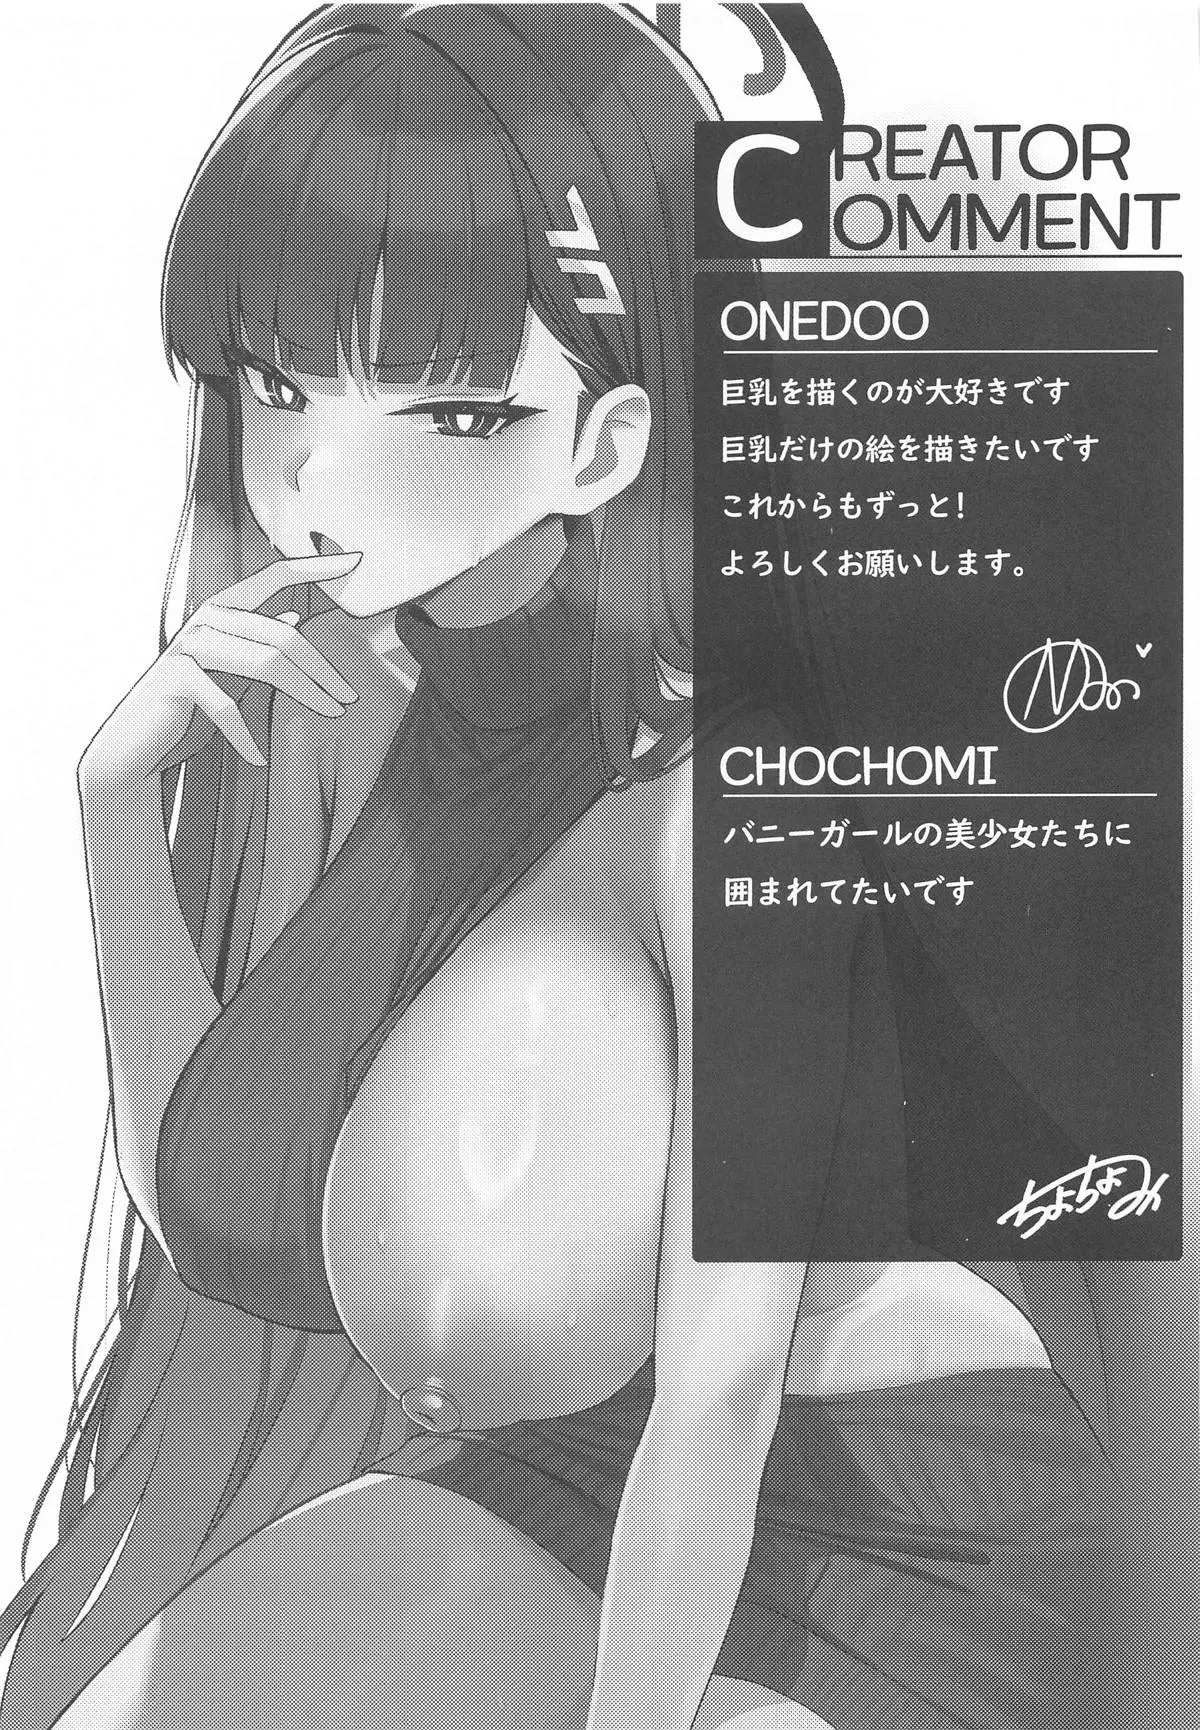 CREATOR
COMMENT
ONEDOO
巨乳を描くのが大好きです
巨乳だけの絵を描きたいです
これからもずっと!
よろしくお願いします。
CHOCHOMI
バニーガールの美少女たちに
囲まれてたいです
ちょちょみ